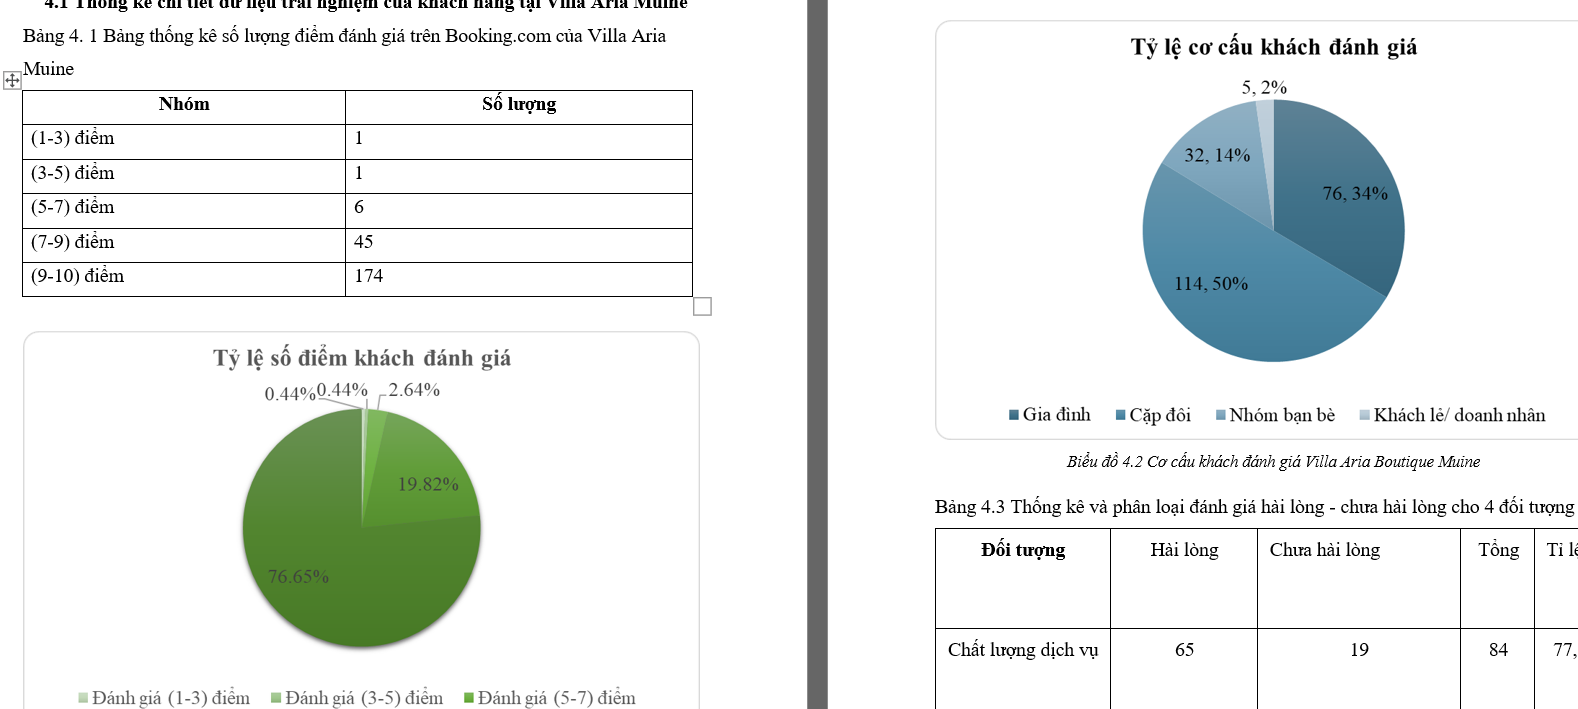 4.1 Thống kê chi tiết dữ liệu trải nghiệm của khách hàng tại Villa Aria Muine
Bảng 4. 1 Bảng thống kê số lượng điểm đánh giá trên Booking.com của Villa Aria
Muine
Nhóm Số lượng
(1-3) điểm 1
(3-5) điểm 1
(5-7) điểm 6
(7-9) điểm 45
(9-10) điểm 174
Tỷ lệ số điểm khách đánh giá
0.44% 0.44% 2.64%
19.82%
76.65%
Đánh giá (1-3) điểm Đánh giá (3-5) điểm Đánh giá (5-7) điểm
Tỷ lệ cơ cấu khách đánh giá
5, 2%
32, 14%
76, 34%
114, 50%
Gia đình Cặp đôi Nhóm bạn bè Khách lẻ/ doanh nhân
Biểu đồ 4.2 Cơ cấu khách đánh giá Villa Aria Boutique Muine
Bảng 4.3 Thống kê và phân loại đánh giá hài lòng - chưa hài lòng cho 4 đối tượng
Đối tượng Hài lòng Chưa hài lòng Tổng Tỉ lệ
Chất lượng dịch vụ 65 19 84 77,